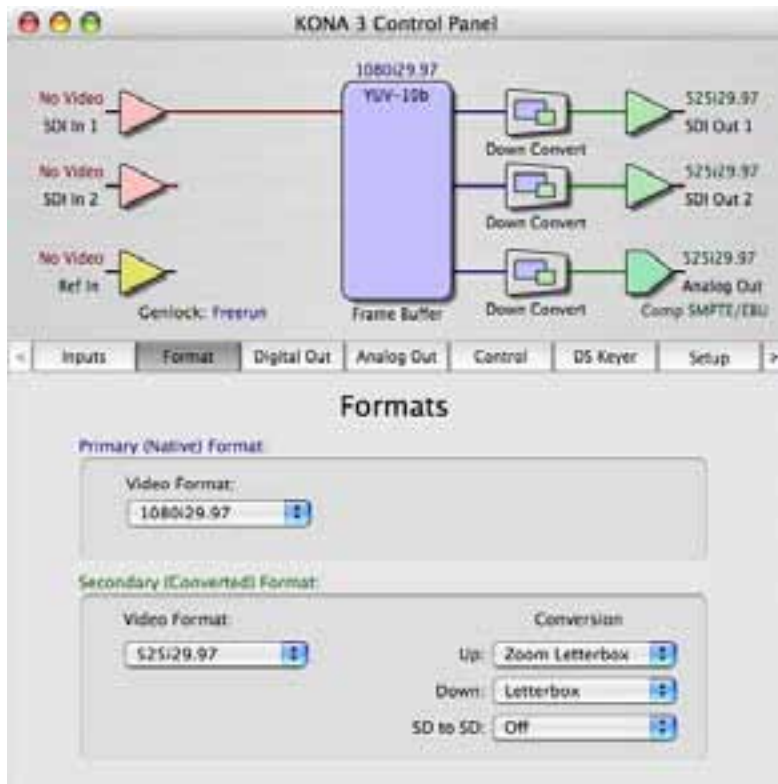 KONA 3 Control Panel
1080i29.97
YUV-10b
No Video
SDI In 1
No Video
SDI In 2
No Video
Ref In
Genlock: Freerun
Frame Buffer
Down Convert
Down Convert
Down Convert
525i29.97
SDI Out 1
525i29.97
SDI Out 2
525i29.97
Analog Out
Comp SMPTE/EBU
Inputs Format Digital Out Analog Out Control DS Keyer Setup
Formats
Primary (Native) Format:
Video Format:
1080i29.97
Secondary (Converted) Format:
Video Format: Conversion
525i29.97 Up: Zoom Letterbox
Down: Letterbox
SD to SD: Off